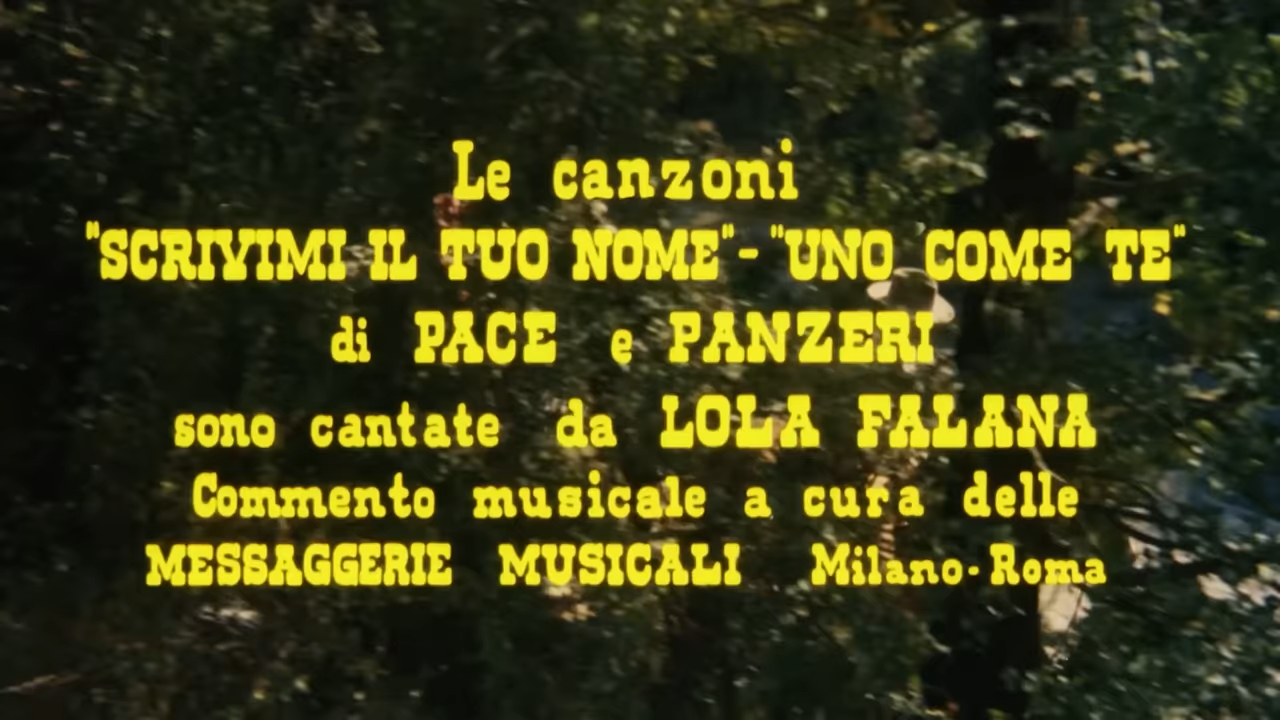 Le canzoni
"SCRIVIMI IL TUO NOME"-"UNO COME TE"
di PACE e PANZERI
sono cantate da LOLA FALANA
Commento musicale a cura delle
MESSAGGERIE MUSICALI Milano-Roma